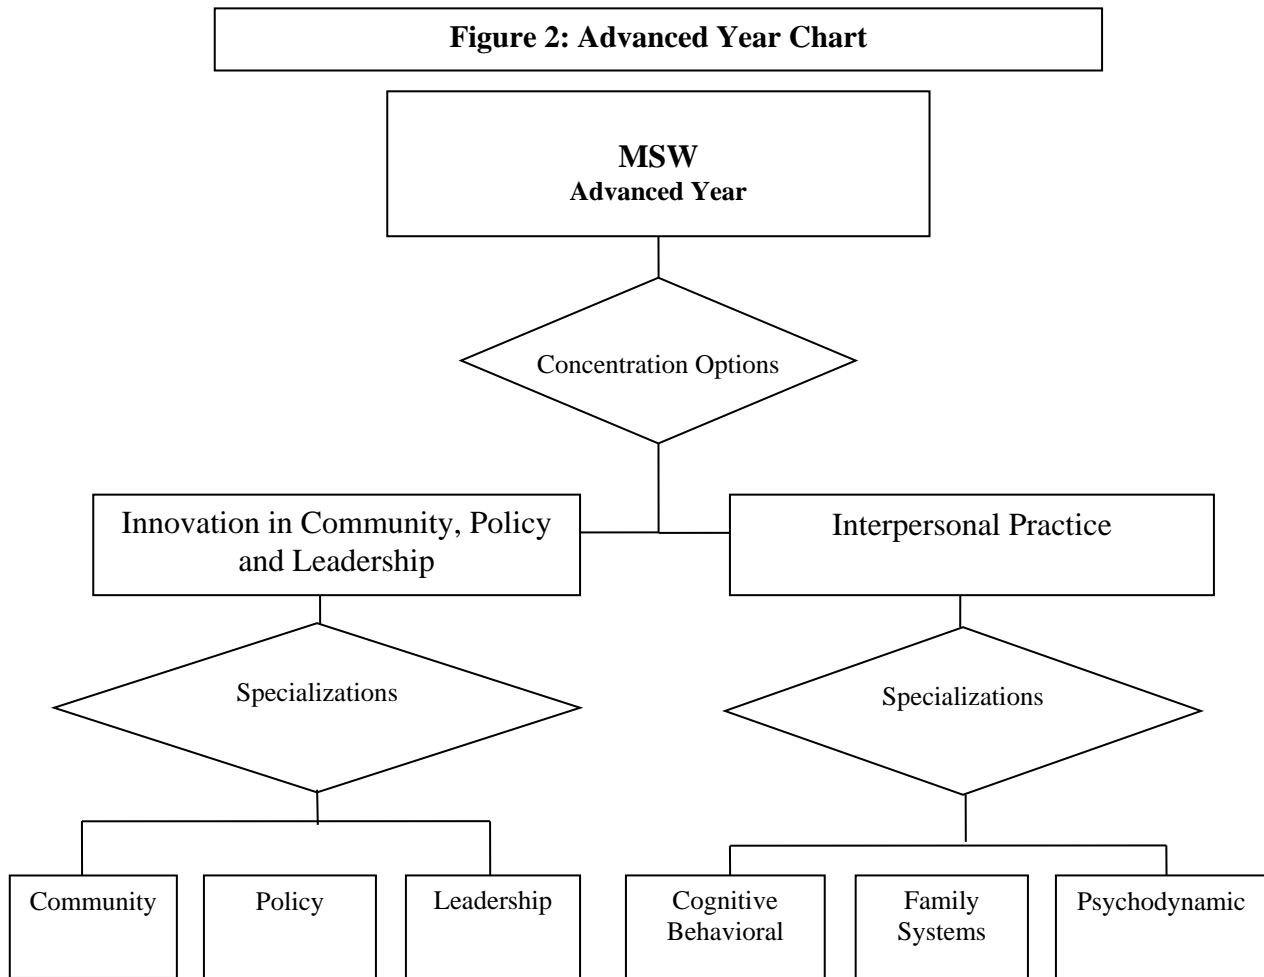 Figure 2: Advanced Year Chart
MSW
Advanced Year
Concentration Options
Innovation in Community, Policy
and Leadership
Interpersonal Practice
Specializations
Specializations
Community
Policy
Leadership
Cognitive
Behavioral
Family
Systems
Psychodynamic